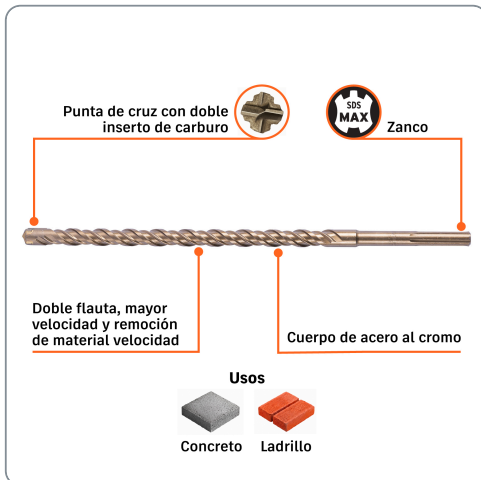 Punta de cruz con doble
inserto de carburo
SDS
MAX
Zanco
Doble flauta, mayor
velocidad y remoción
de material velocidad
Cuerpo de acero al cromo
Usos
Concreto
Ladrillo